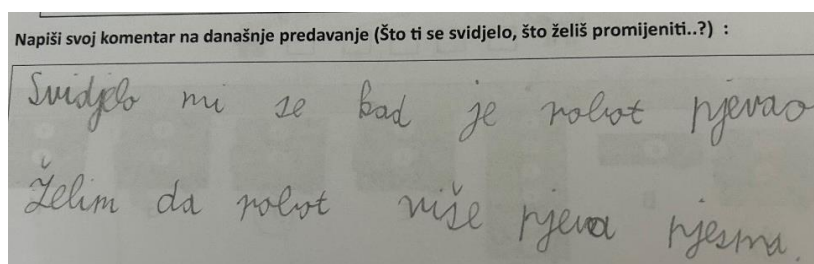 Napiši svoj komentar na današnje predavanje (Što ti se svidjelo, što želiš promijeniti..?) :
Svidjelo mi se kad je robot pjevao
Želim da robot više pjeva pjesma.